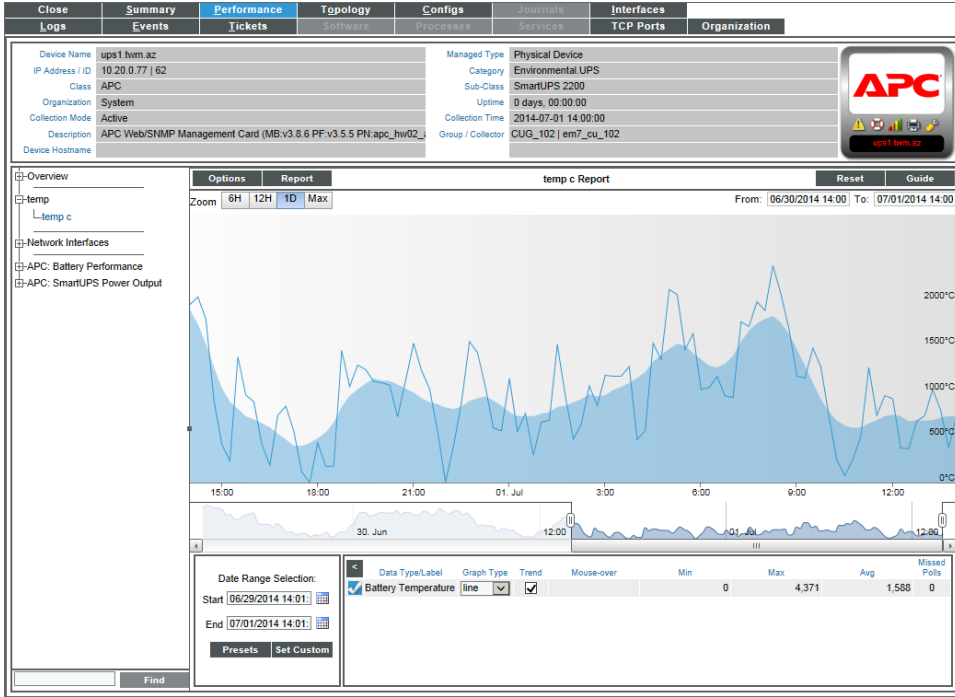 Close Summary Performance Topology Configs Journals Interfaces
Logs Events Tickets Software Processes Services TCP Ports Organization
Device Name ups1.twm.az Managed Type Physical Device
IP Address / ID 10.20.0.77 | 62 Category Environmental.UPS
Class APC Sub-Class SmartUPS 2200
Organization System Uptime 0 days, 00:00:00
Collection Mode Active Collection Time 2014-07-01 14:00:00
Description APC Web/SNMP Management Card (MB:v3.8.6 PF:v3.5.5 PN:apc_hw02_ Group / Collector CUG_102 | em7_cu_102
Device Hostname
APC
ups1.twm.az
Overview
temp
temp c
Network Interfaces
APC: Battery Performance
APC: SmartUPS Power Output
Find
Options Report temp c Report Reset Guide
Zoom 6H 12H 1D Max From: 06/30/2014 14:00 To: 07/01/2014 14:00
2000°C
1500°C
1000°C
500°C
0°C
15:00 18:00 21:00 01. Jul 3:00 6:00 9:00 12:00
30. Jun 12:00 01. Jul 12:00
Date Range Selection:
Start 06/29/2014 14:01:
End 07/01/2014 14:01:
Presets Set Custom
< Data Type/Label Graph Type Trend Mouse-over Min Max Avg Missed Polls
Battery Temperature line 0 4,371 1,588 0